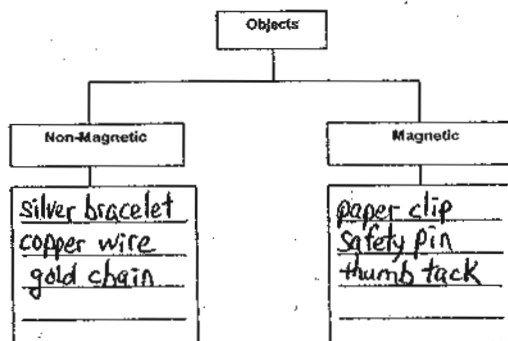 Objects
Non-Magnetic
Magnetic
silver bracelet
copper wire
gold chain
paper clip
safety pin
thumb tack